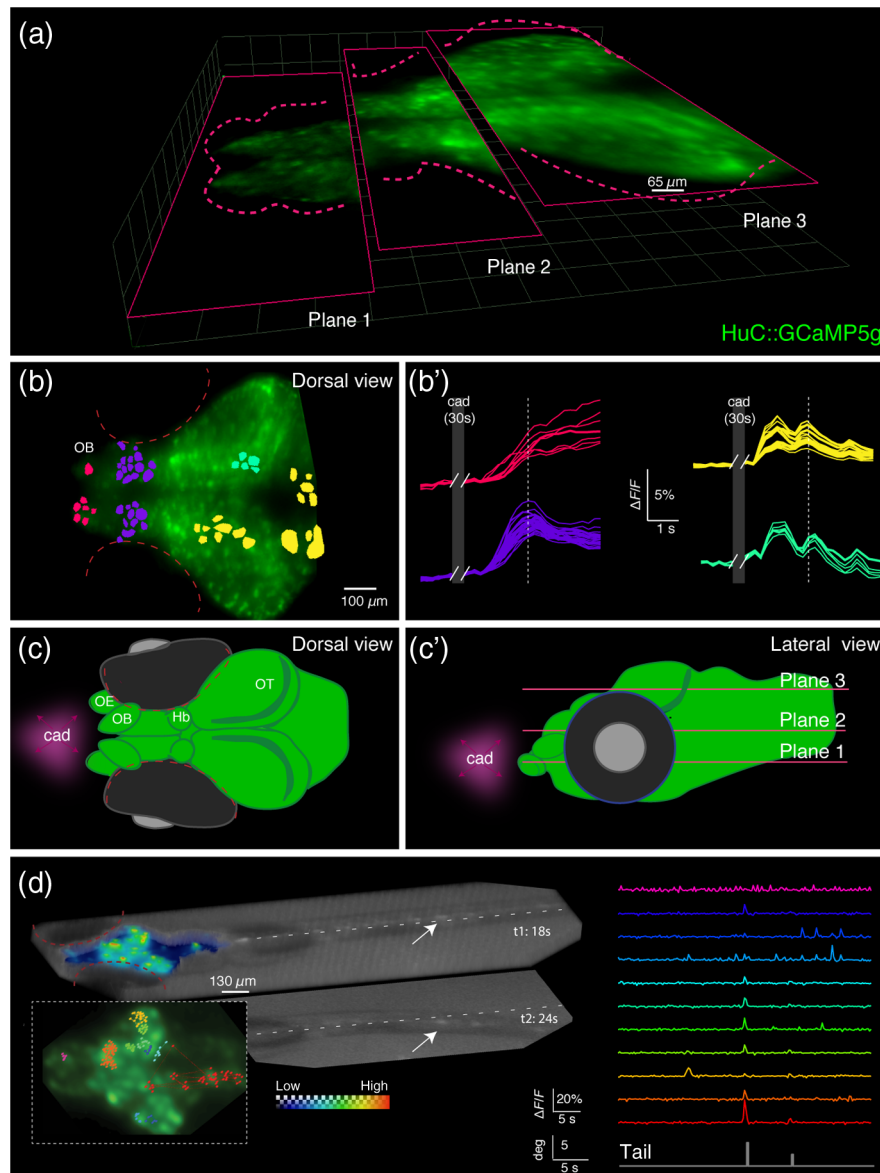 (a)
65 µm
Plane 3
Plane 2
Plane 1
HuC::GCaMP5g
(b)
Dorsal view
OB
100 µm
(b')
cad
(30s)
cad
(30s)
ΔF/F
5%
1 s
(c)
Dorsal view
OE
OB
Hb
OT
cad
(c')
Lateral view
Plane 3
Plane 2
Plane 1
cad
(d)
t1: 18s
130 µm
t2: 24s
Low
High
ΔF/F
20%
5 s
deg
5
5 s
Tail